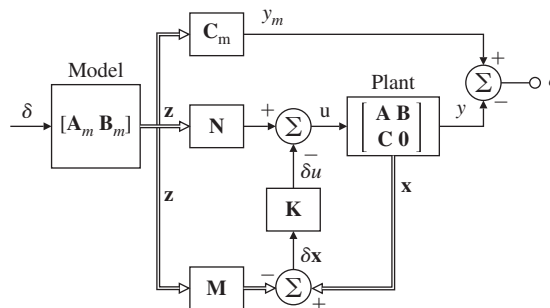 C_m
y_m
+
Σ
−
e
Model
δ
[A_m B_m]
z
N
+
Σ
−
u
Plant
[A B
C 0]
y
δu
x
K
z
δx
M
−
Σ
+